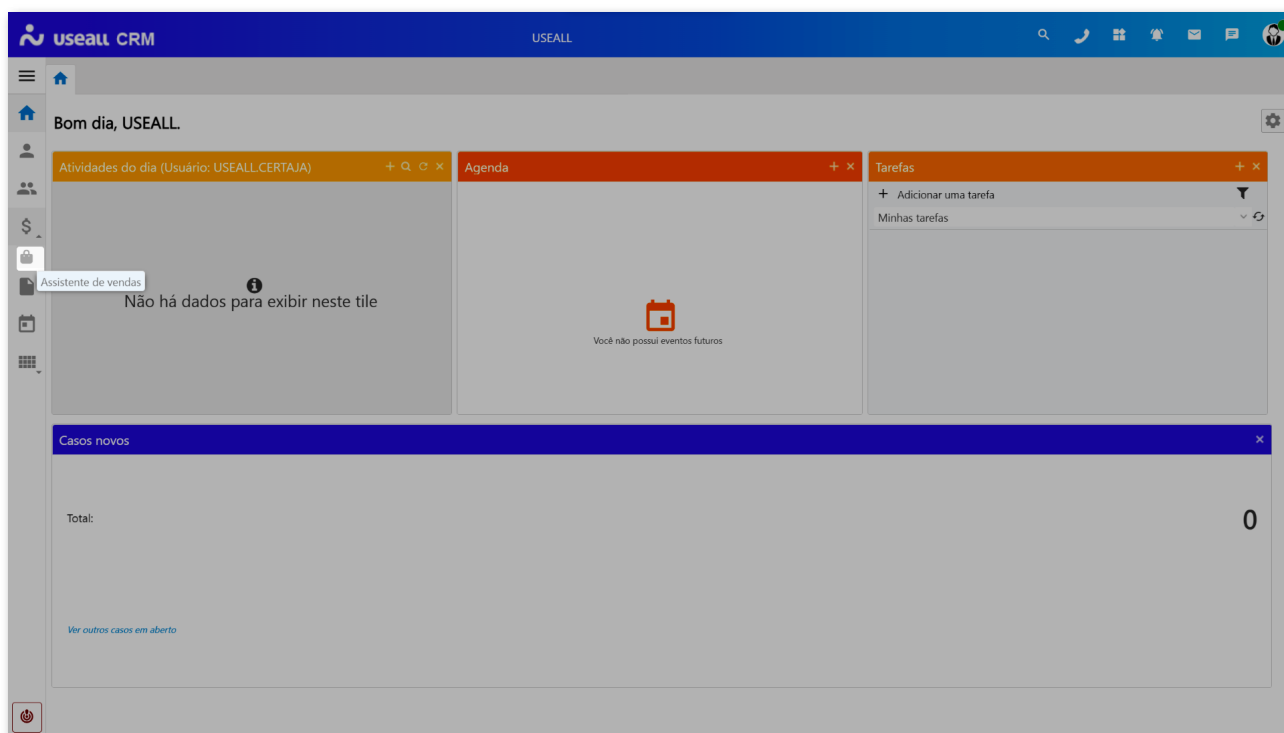 useall CRM
USEALL
Bom dia, USEALL.
Atividades do dia (Usuário: USEALL.CERTAJA)
Agenda
Tarefas
Adicionar uma tarefa
Minhas tarefas
Assistente de vendas
Não há dados para exibir neste tile
Você não possui eventos futuros
Casos novos
Total:
0
Ver outros casos em aberto